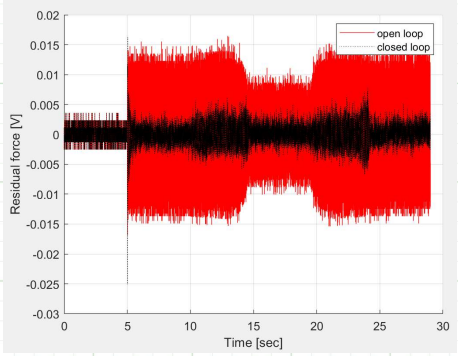 0.02
0.015
0.01
0.005
0
-0.005
-0.01
-0.015
-0.02
-0.025
-0.03
Residual force [V]
open loop
closed loop
0 5 10 15 20 25 30
Time [sec]